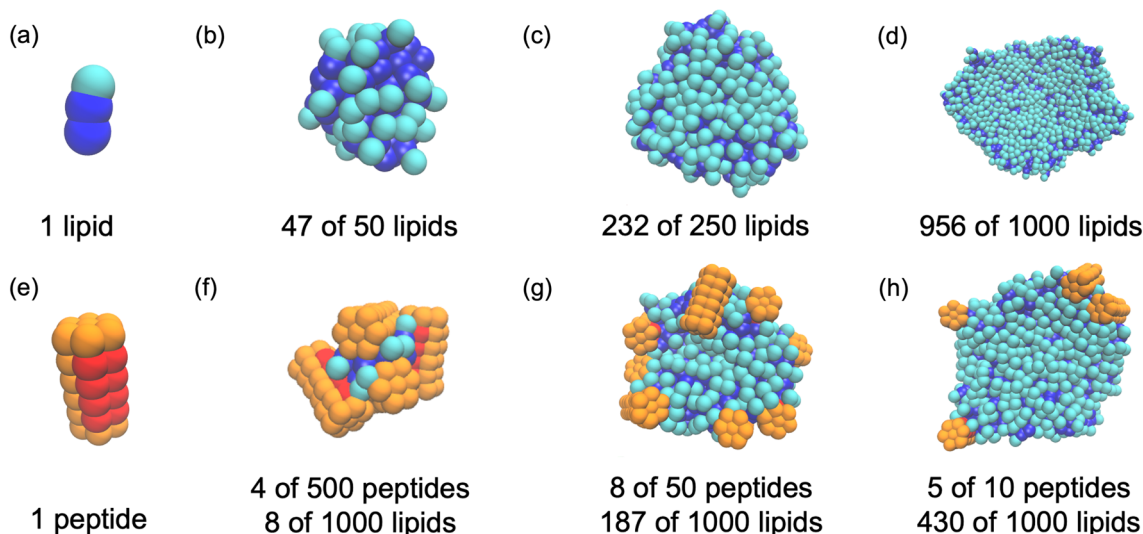 (a)
(b)
(c)
(d)
1 lipid
47 of 50 lipids
232 of 250 lipids
956 of 1000 lipids
(e)
(f)
(g)
(h)
1 peptide
4 of 500 peptides
8 of 1000 lipids
8 of 50 peptides
187 of 1000 lipids
5 of 10 peptides
430 of 1000 lipids